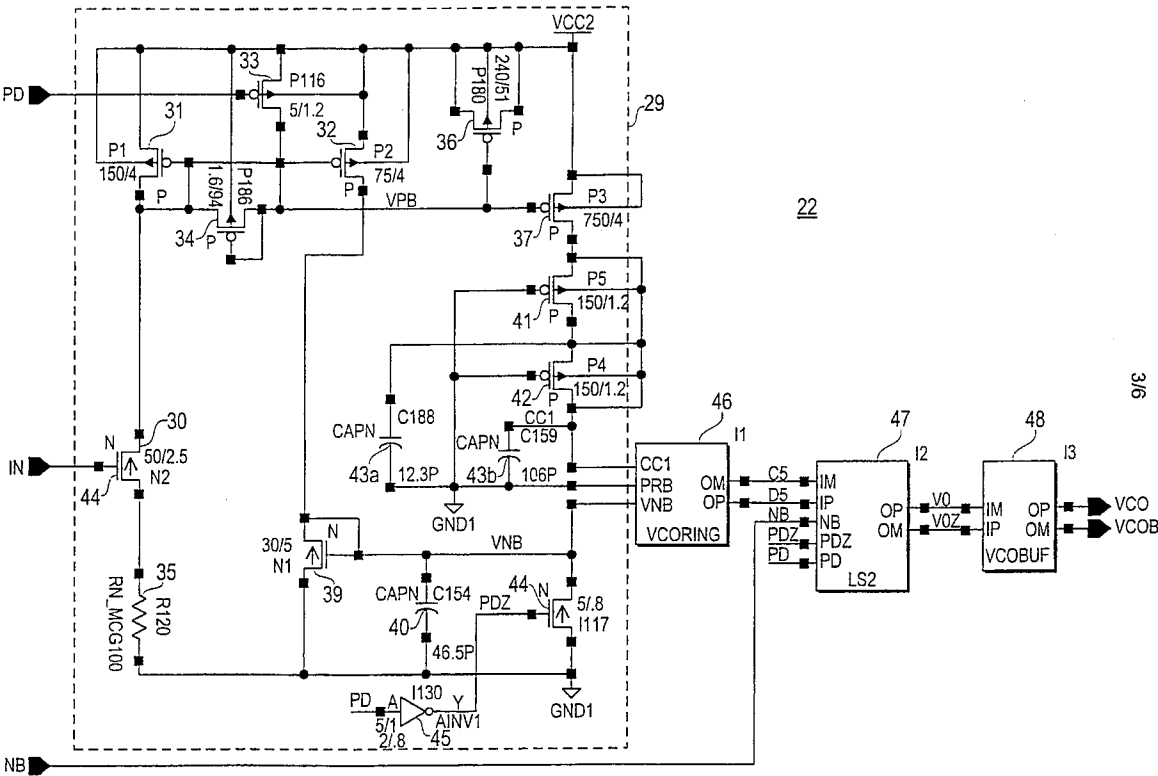 VCC2
33
P116
5/1.2
PD
31
P1
150/4
P
32
P2
75/4
P
P186
1.6/94
34
P
VPB
P180
240/51
36
P
29
P3
750/4
37
P
22
P5
150/1.2
41
P
P4
150/1.2
42
P
3/6
C188
CAPN
43a
12.3P
CC1
C159
CAPN
43b
106P
GND1
30
N
50/2.5
N2
IN
44
35
R120
RN_MCG100
N
30/5
N1
39
VNB
CAPN
C154
40
46.5P
PDZ
44
N
5/.8
I117
GND1
PD
A
I130
Y
5/1
2/.8
45
AINV1
NB
46
I1
CC1
PRB
VNB
OM
OP
VCORING
C5
D5
NB
PDZ
PD
47
I2
IM
IP
NB
PDZ
PD
OP
OM
LS2
V0
V0Z
48
I3
IM
IP
OP
OM
VCOBUF
VCO
VCOB